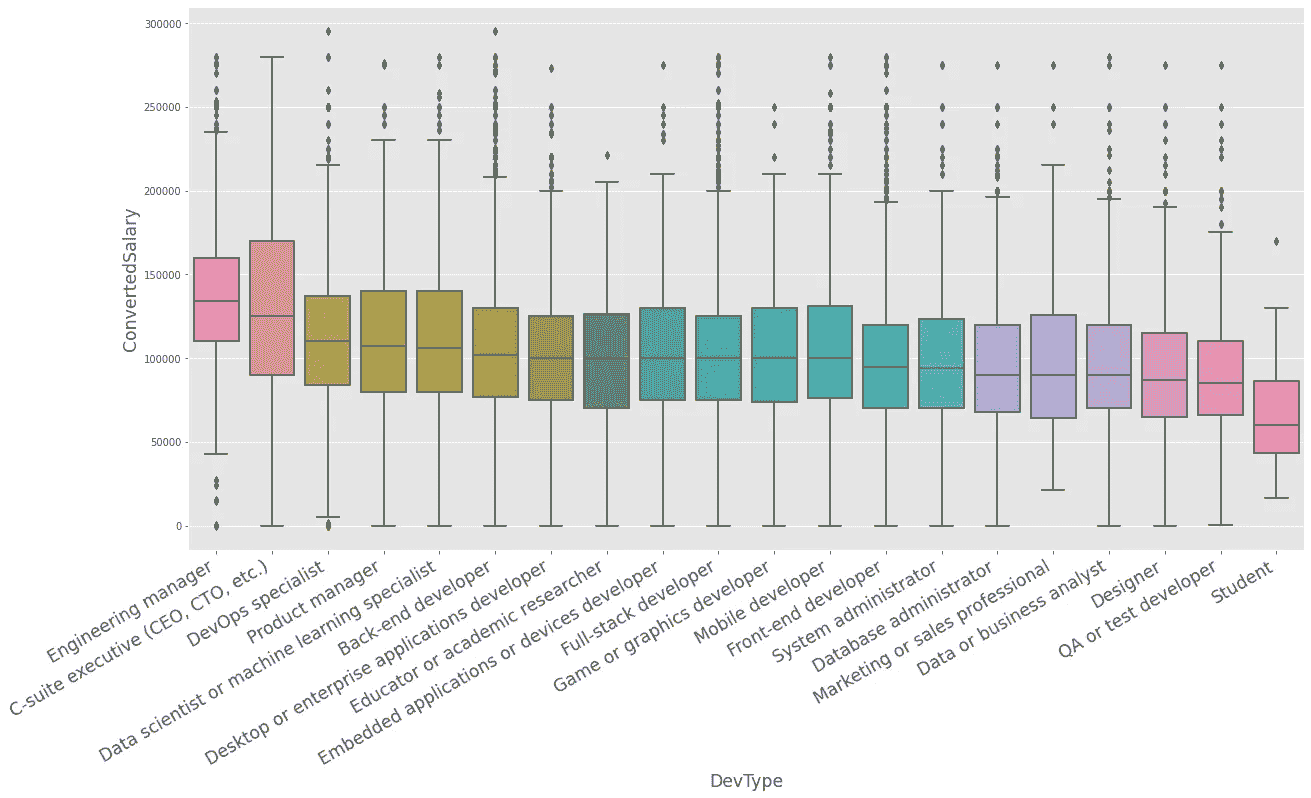 300000
250000
200000
150000
100000
50000
0
ConvertedSalary
Engineering manager
C-suite executive (CEO, CTO, etc.)
DevOps specialist
Product manager
Data scientist or machine learning specialist
Back-end developer
Desktop or enterprise applications developer
Educator or academic researcher
Embedded applications or devices developer
Full-stack developer
Game or graphics developer
Mobile developer
Front-end developer
System administrator
Database administrator
Marketing or sales professional
Data or business analyst
Designer
QA or test developer
Student
DevType